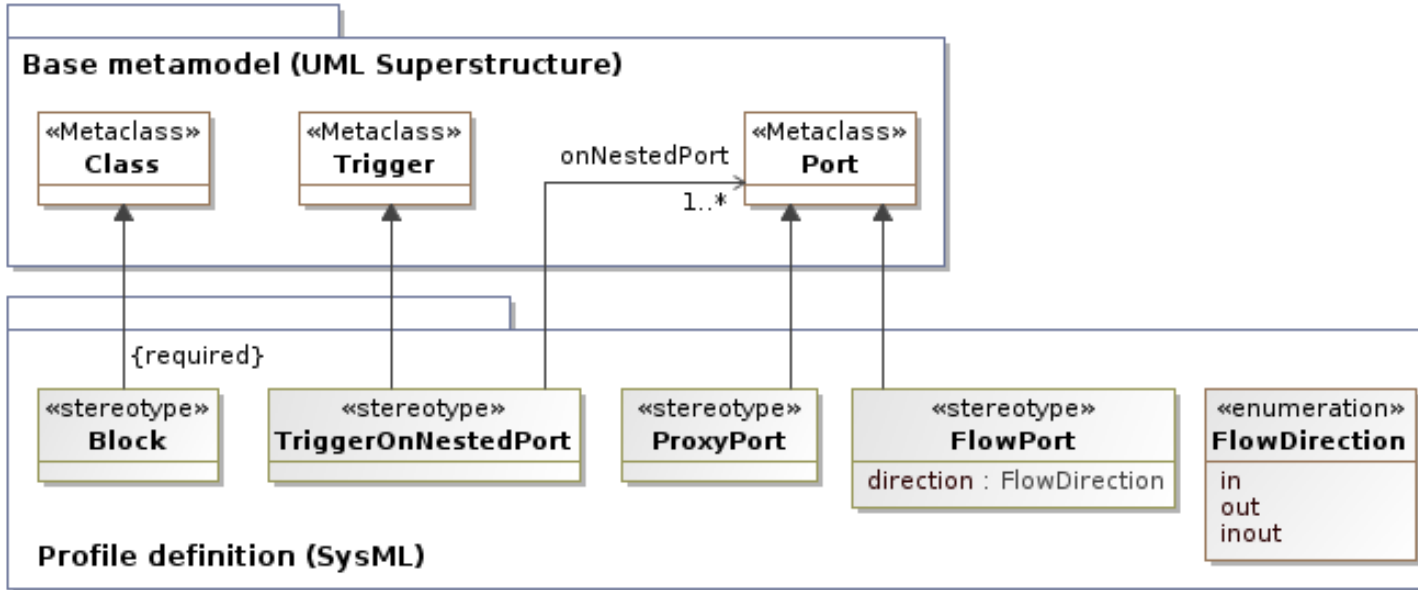 Base metamodel (UML Superstructure)
«Metaclass»
Class
«Metaclass»
Trigger
onNestedPort
1..*
«Metaclass»
Port
{required}
«stereotype»
Block
«stereotype»
TriggerOnNestedPort
«stereotype»
ProxyPort
«stereotype»
FlowPort
direction : FlowDirection
«enumeration»
FlowDirection
in
out
inout
Profile definition (SysML)